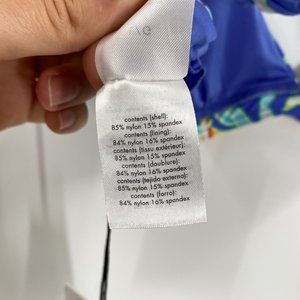 contents (shell):
85% nylon 15% spandex
contents (lining):
84% nylon 16% spandex
contents (tissu extérieur):
85% nylon 15% spandex
contents (doublure):
84% nylon 16% spandex
contents (tejido externo):
85% nylon 15% spandex
contents (forro):
84% nylon 16% spandex